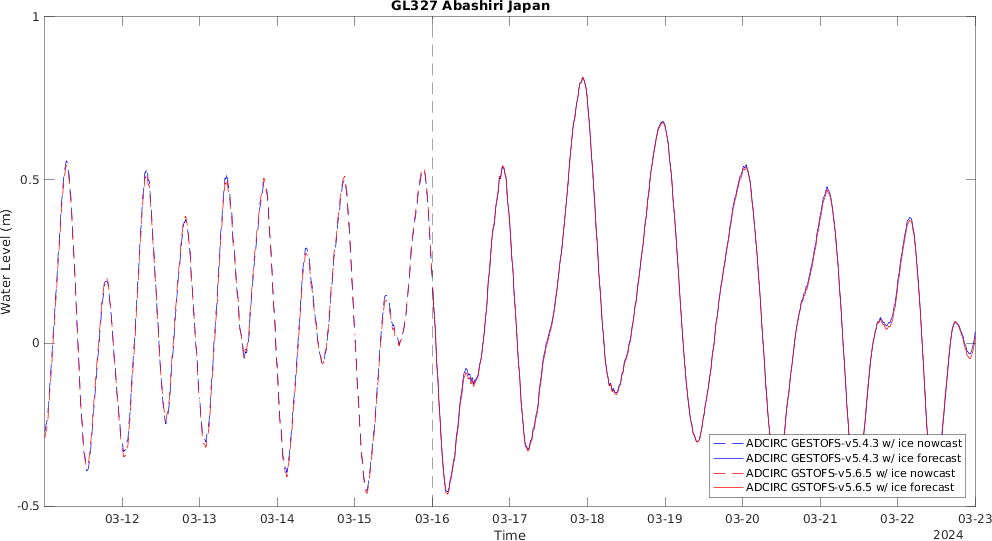 GL327 Abashiri Japan
1
0.5
0
-0.5
Water Level (m)
03-12 03-13 03-14 03-15 03-16 03-17 03-18 03-19 03-20 03-21 03-22 03-23
Time
2024
ADCIRC GESTOFS-v5.4.3 w/ ice nowcast
ADCIRC GESTOFS-v5.4.3 w/ ice forecast
ADCIRC GSTOFS-v5.6.5 w/ ice nowcast
ADCIRC GSTOFS-v5.6.5 w/ ice forecast